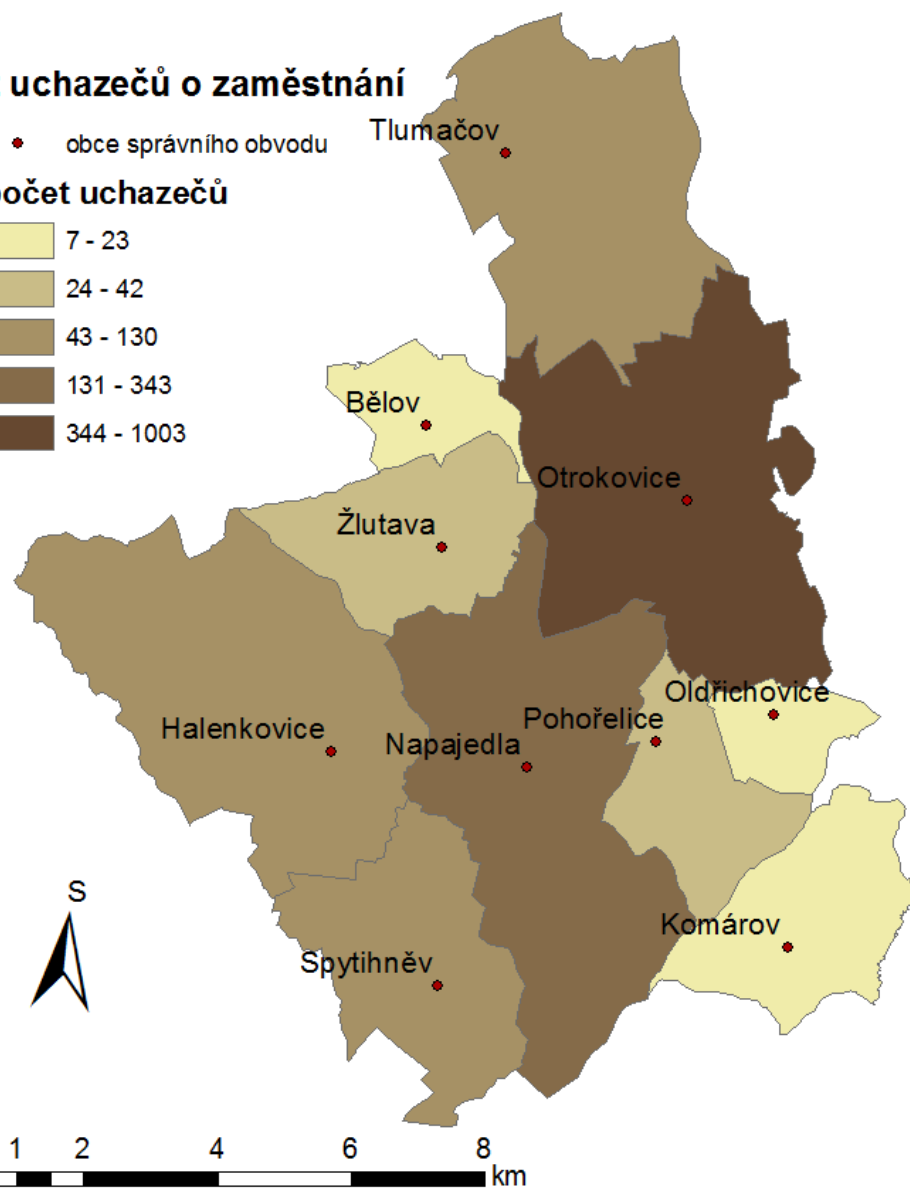 uchazečů o zaměstnání
obce správního obvodu
počet uchazečů
7 - 23
24 - 42
43 - 130
131 - 343
344 - 1003
Tlumačov
Bělov
Otrokovice
Žlutava
Oldřichovice
Pohořelice
Halenkovice
Napajedla
Komárov
Spytihněv
S
1 2 4 6 8
km